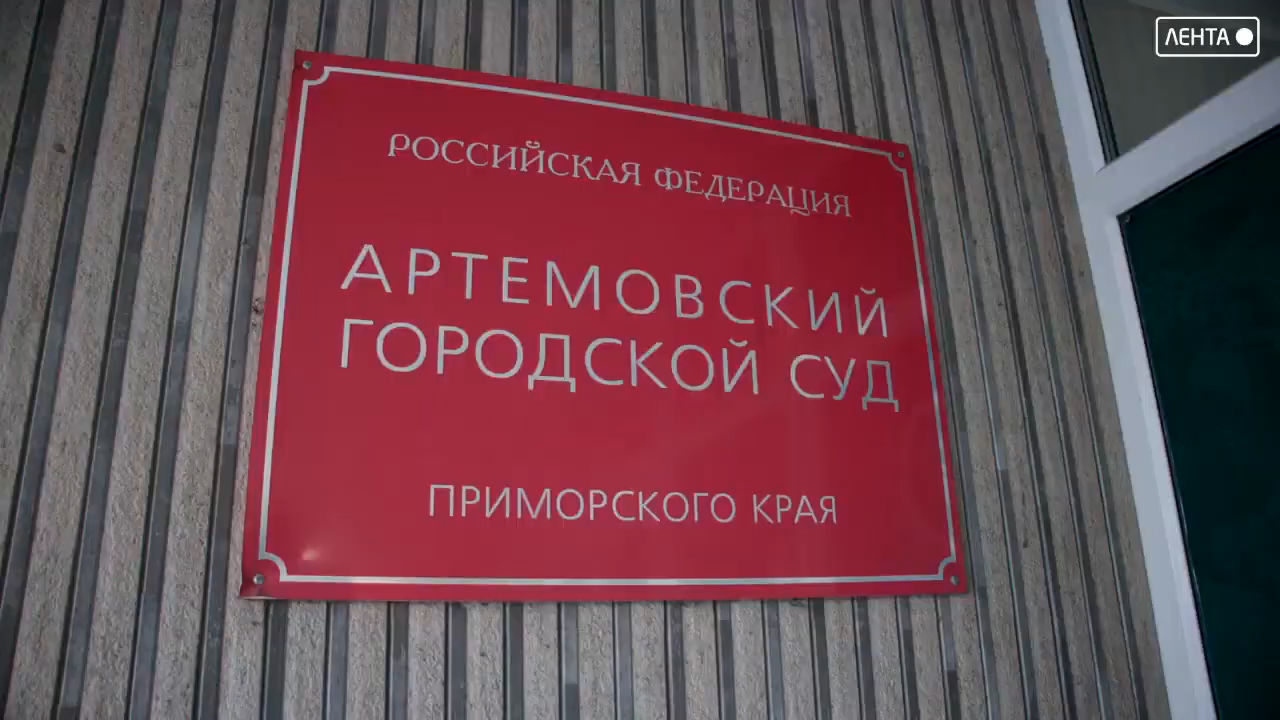 ЛЕНТА
РОССИЙСКАЯ ФЕДЕРАЦИЯ
АРТЕМОВСКИЙ
ГОРОДСКОЙ СУД
ПРИМОРСКОГО КРАЯ